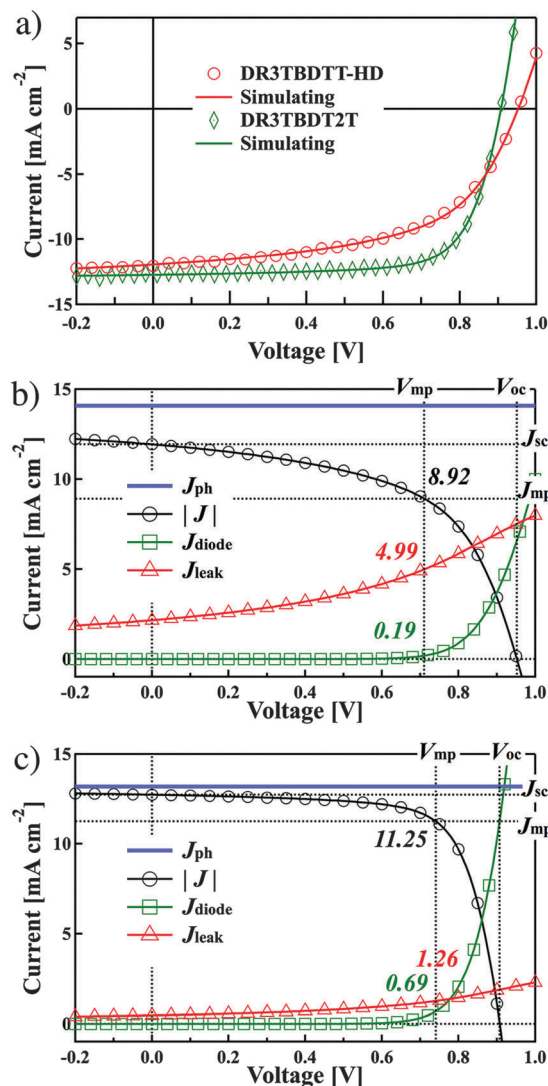 a)
5
0
-5
-10
-15
Current [mA cm-2]
DR3TBDTT-HD
Simulating
DR3TBDT2T
Simulating
-0.2 0.0 0.2 0.4 0.6 0.8 1.0
Voltage [V]
b)
Vmp Voc
15
10
5
0
Current [mA cm-2]
Jsc
Jmp
8.92
Jph
| J |
Jdiode
Jleak
4.99
0.19
-0.2 0.0 0.2 0.4 0.6 0.8 1.0
Voltage [V]
c)
Vmp Voc
15
10
5
0
Current [mA cm-2]
Jsc
Jmp
11.25
Jph
| J |
Jdiode
Jleak
1.26
0.69
-0.2 0.0 0.2 0.4 0.6 0.8 1.0
Voltage [V]